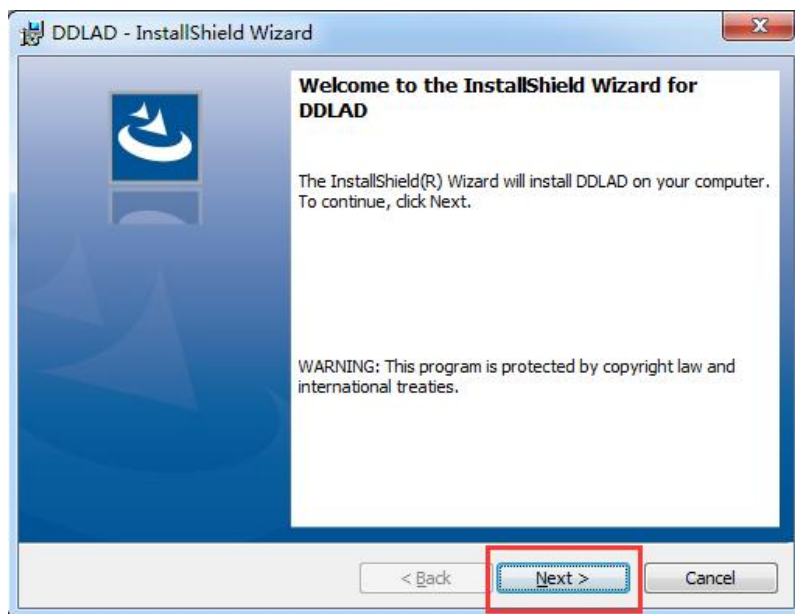 DDLAD - InstallShield Wizard
Welcome to the InstallShield Wizard for
DDLAD
The InstallShield(R) Wizard will install DDLAD on your computer.
To continue, click Next.
WARNING: This program is protected by copyright law and
international treaties.
< Back
Next >
Cancel